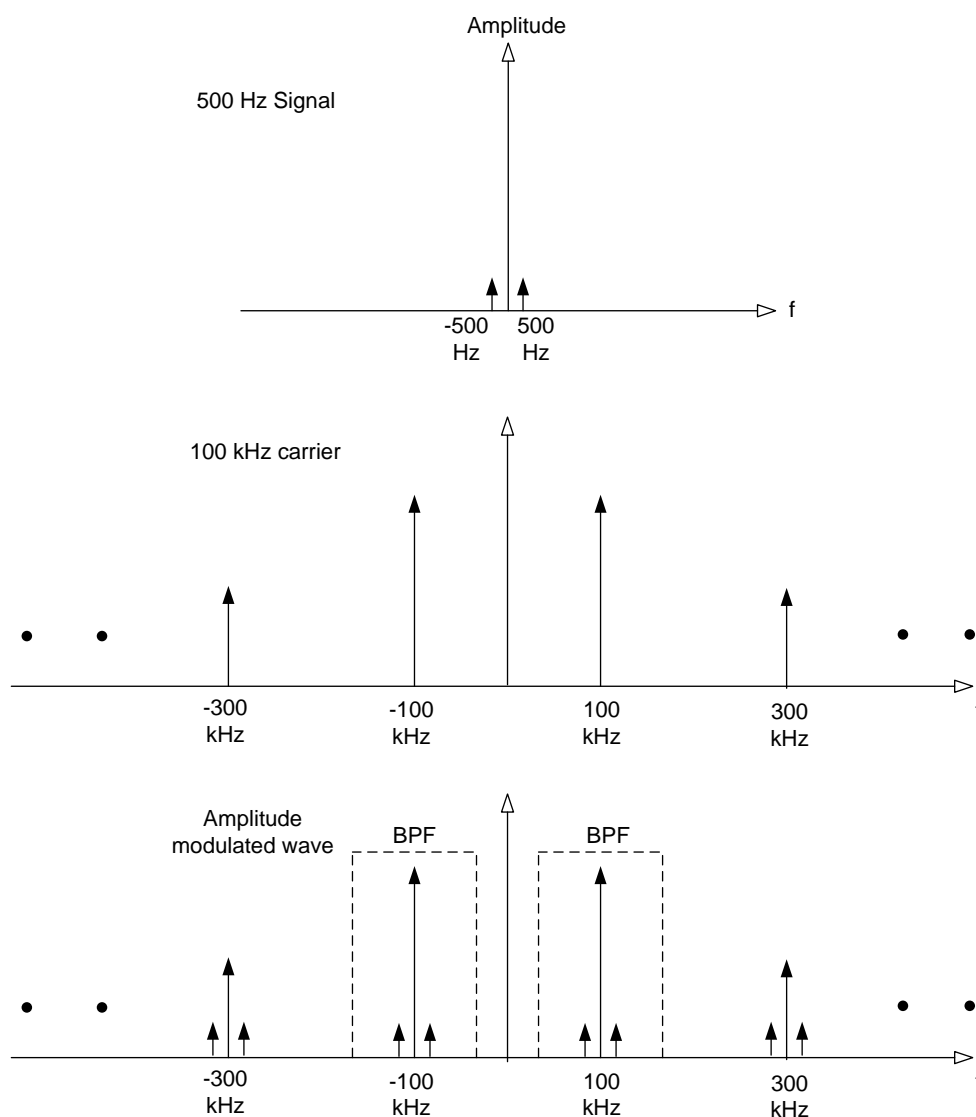 Amplitude
500 Hz Signal
f
-500 500
Hz Hz
100 kHz carrier
-300 -100 100 300
kHz kHz kHz kHz
Amplitude
modulated wave
BPF BPF
-300 -100 100 300
kHz kHz kHz kHz